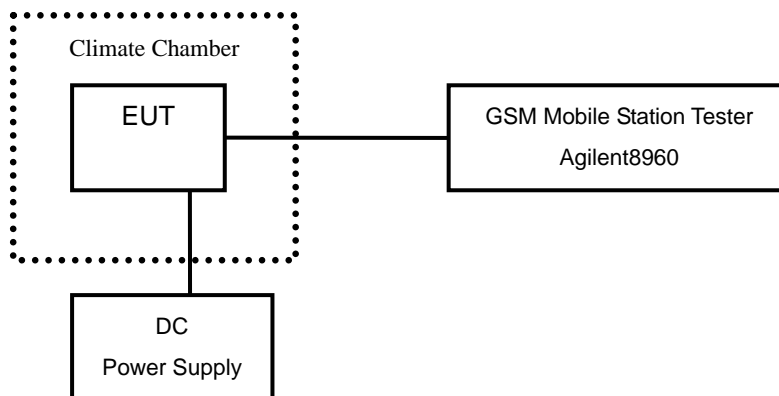 Climate Chamber
EUT
GSM Mobile Station Tester
Agilent8960
DC
Power Supply